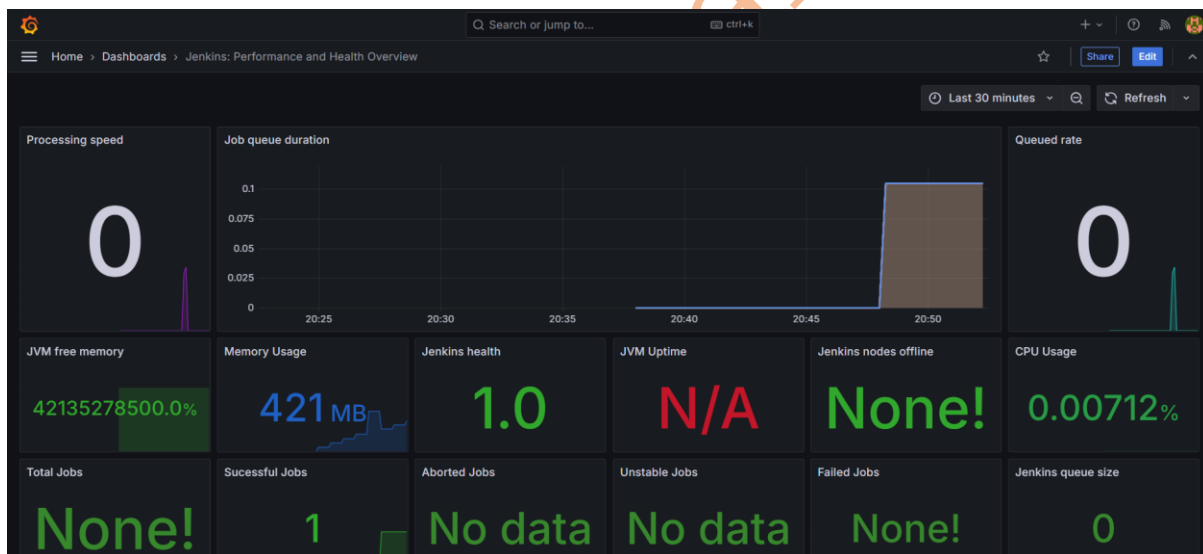 Search or jump to... ctrl+k
Home › Dashboards › Jenkins: Performance and Health Overview
Share Edit
Last 30 minutes Refresh
Processing speed
0
Job queue duration
0.1
0.075
0.05
0.025
0
20:25 20:30 20:35 20:40 20:45 20:50
Queued rate
0
JVM free memory
42135278500.0%
Memory Usage
421 MB
Jenkins health
1.0
JVM Uptime
N/A
Jenkins nodes offline
None!
CPU Usage
0.00712%
Total Jobs
None!
Sucessful Jobs
1
Aborted Jobs
No data
Unstable Jobs
No data
Failed Jobs
None!
Jenkins queue size
0